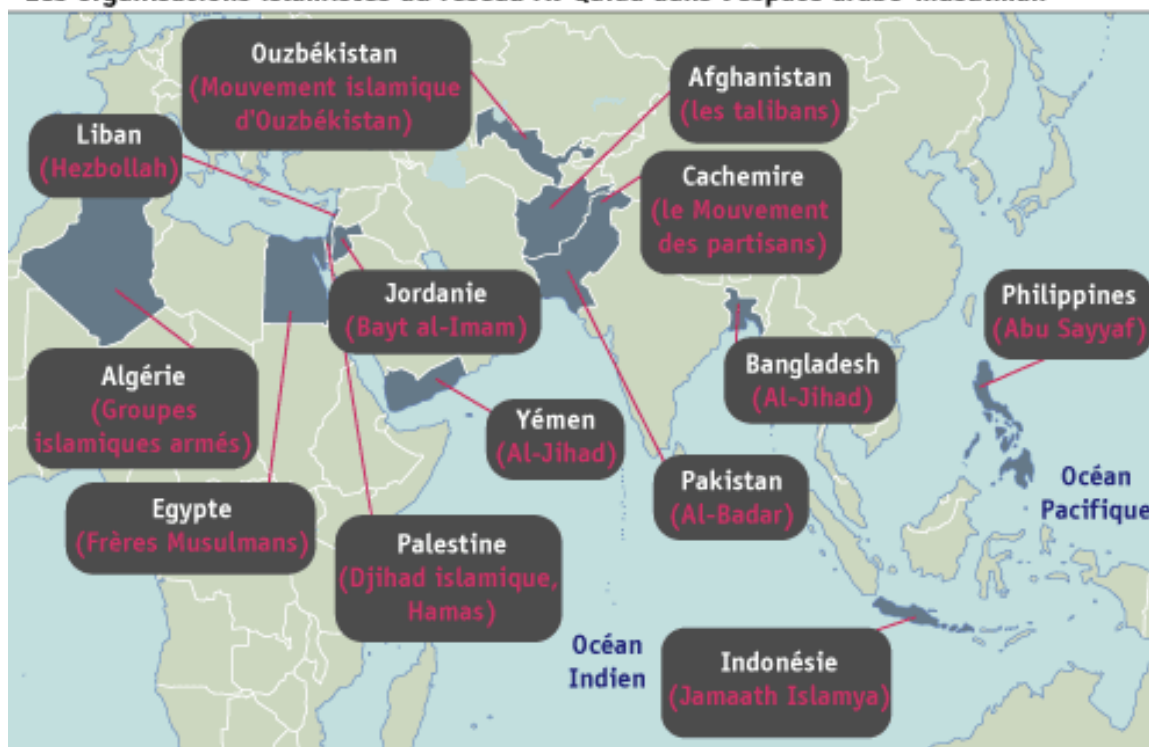 Ouzbékistan
(Mouvement islamique
d'Ouzbékistan)
Afghanistan
(les talibans)
Liban
(Hezbollah)
Cachemire
(le Mouvement
des partisans)
Jordanie
(Bayt al-Imam)
Philippines
(Abu Sayyaf)
Algérie
(Groupes
islamiques armés)
Bangladesh
(Al-Jihad)
Yémen
(Al-Jihad)
Pakistan
(Al-Badar)
Océan
Pacifique
Egypte
(Frères Musulmans)
Palestine
(Djihad islamique,
Hamas)
Océan
Indien
Indonésie
(Jamaath Islamya)